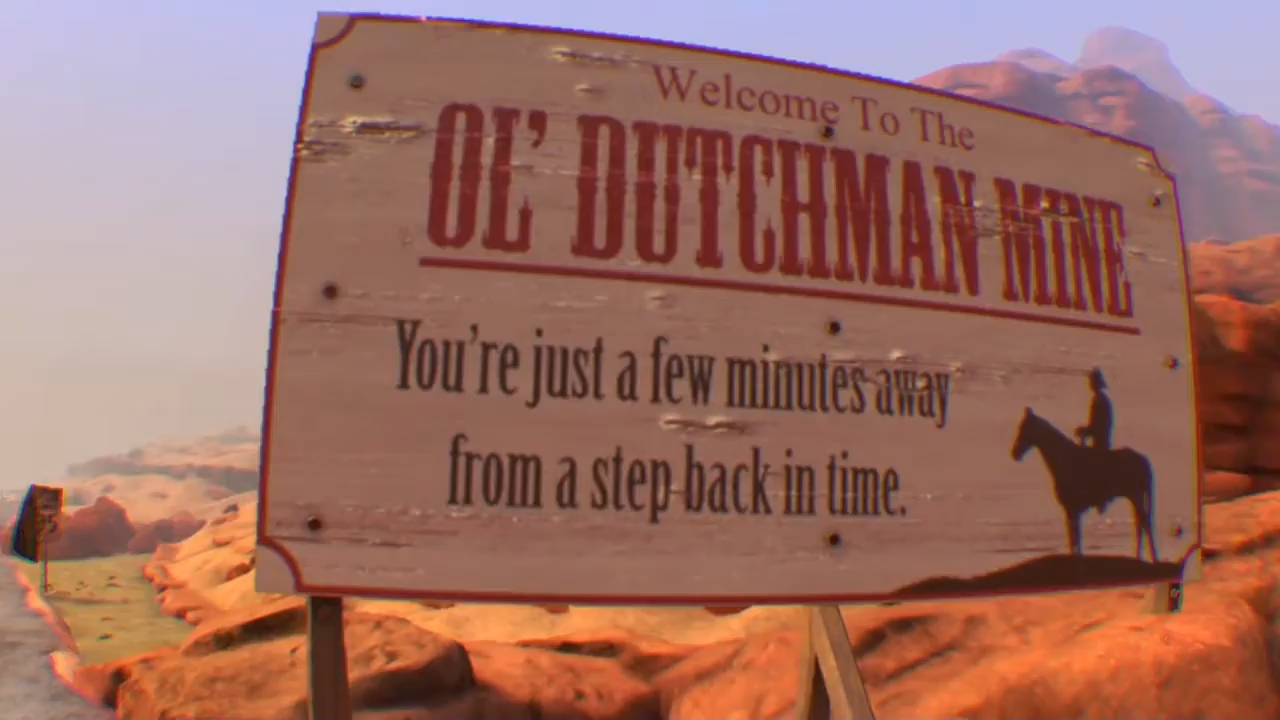 Welcome To The
OL' DUTCHMAN MINE
You're just a few minutes away
from a step back in time.